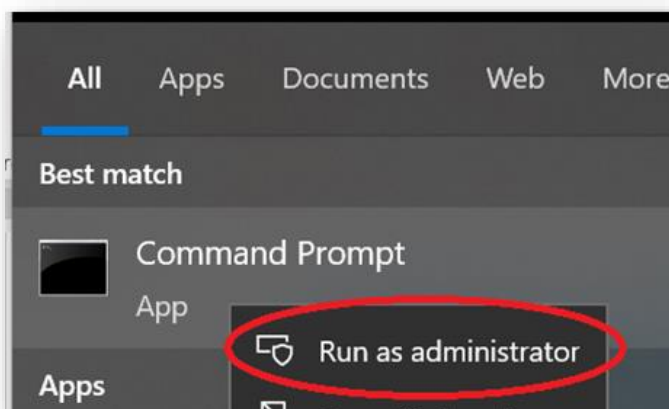 All Apps Documents Web More
Best match
Command Prompt
App
Run as administrator
Apps